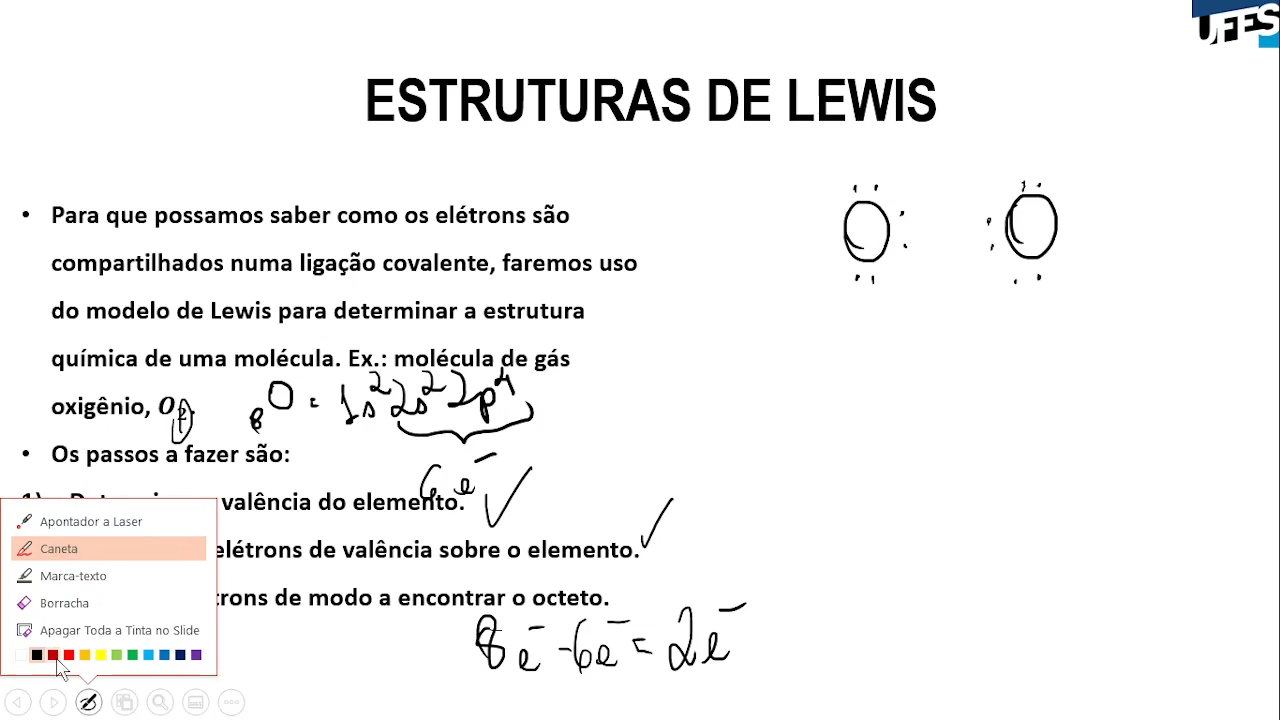 UFES
ESTRUTURAS DE LEWIS
• Para que possamos saber como os elétrons são
compartilhados numa ligação covalente, faremos uso
do modelo de Lewis para determinar a estrutura
química de uma molécula. Ex.: molécula de gás
oxigênio, O₂.
₈O = 1s² 2s² 2p⁴
• Os passos a fazer são:
6e⁻
valência do elemento.
elétrons de valência sobre o elemento.
trons de modo a encontrar o octeto.
8e⁻ - 6e⁻ = 2e⁻
O O
Apontador a Laser
Caneta
Marca-texto
Borracha
Apagar Toda a Tinta no Slide